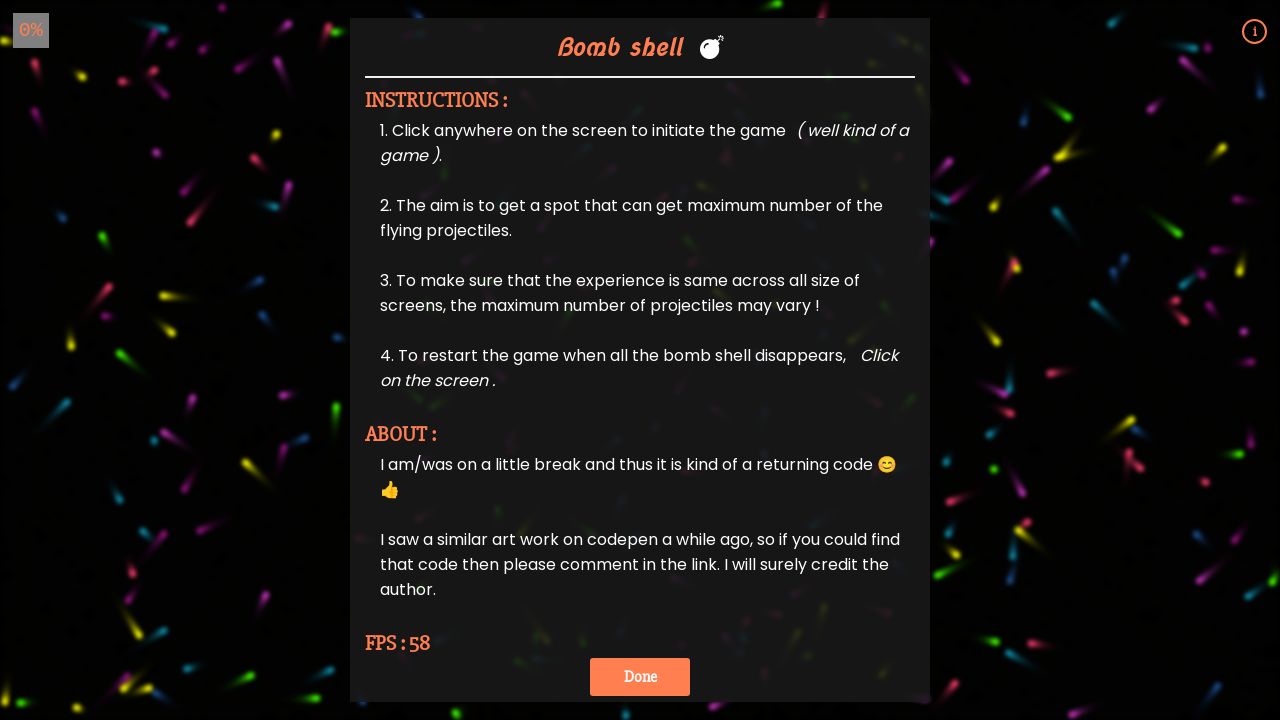 0%
i
Bomb shell 💣
INSTRUCTIONS :
1. Click anywhere on the screen to initiate the game ( well kind of a
game ).
2. The aim is to get a spot that can get maximum number of the
flying projectiles.
3. To make sure that the experience is same across all size of
screens, the maximum number of projectiles may vary !
4. To restart the game when all the bomb shell disappears, Click
on the screen .
ABOUT :
I am/was on a little break and thus it is kind of a returning code 😊
👍
I saw a similar art work on codepen a while ago, so if you could find
that code then please comment in the link. I will surely credit the
author.
FPS : 58
Done